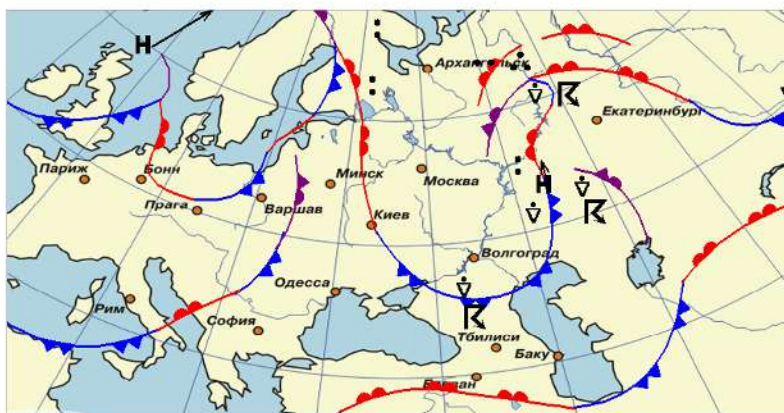 Н
Архангельск
Екатеринбург
Париж
Бонн
Минск
Москва
Н
Прага
Варшав
Киев
Волгоград
Одесса
Рим
София
Тбилиси
Баку